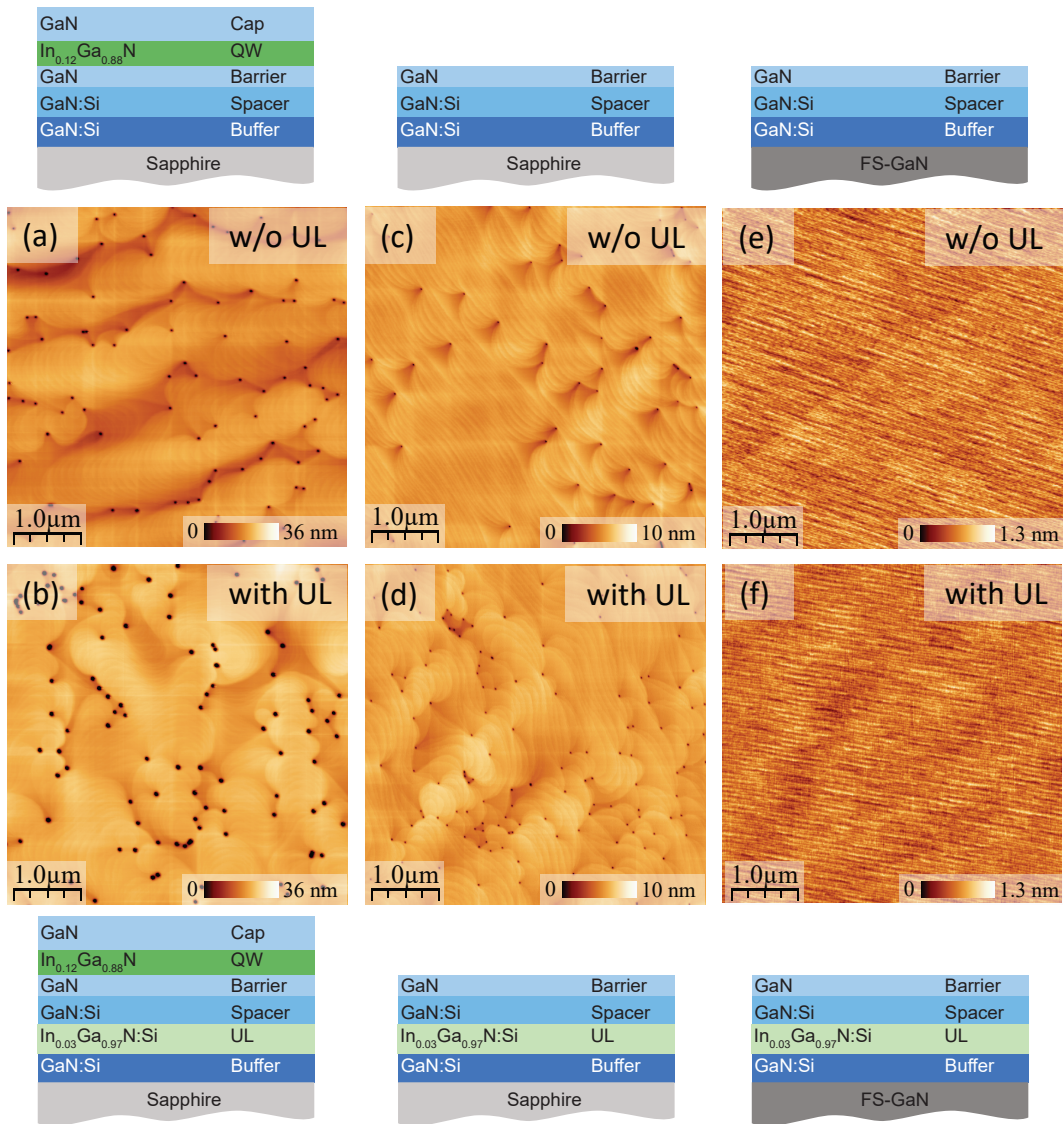 GaN Cap
In0.12Ga0.88N QW
GaN Barrier
GaN:Si Spacer
GaN:Si Buffer
Sapphire
GaN Barrier
GaN:Si Spacer
GaN:Si Buffer
Sapphire
GaN Barrier
GaN:Si Spacer
GaN:Si Buffer
FS-GaN
(a) w/o UL
1.0µm 0 36 nm
(c) w/o UL
1.0µm 0 10 nm
(e) w/o UL
1.0µm 0 1.3 nm
(b) with UL
1.0µm 0 36 nm
(d) with UL
1.0µm 0 10 nm
(f) with UL
1.0µm 0 1.3 nm
GaN Cap
In0.12Ga0.88N QW
GaN Barrier
GaN:Si Spacer
In0.03Ga0.97N:Si UL
GaN:Si Buffer
Sapphire
GaN Barrier
GaN:Si Spacer
In0.03Ga0.97N:Si UL
GaN:Si Buffer
Sapphire
GaN Barrier
GaN:Si Spacer
In0.03Ga0.97N:Si UL
GaN:Si Buffer
FS-GaN